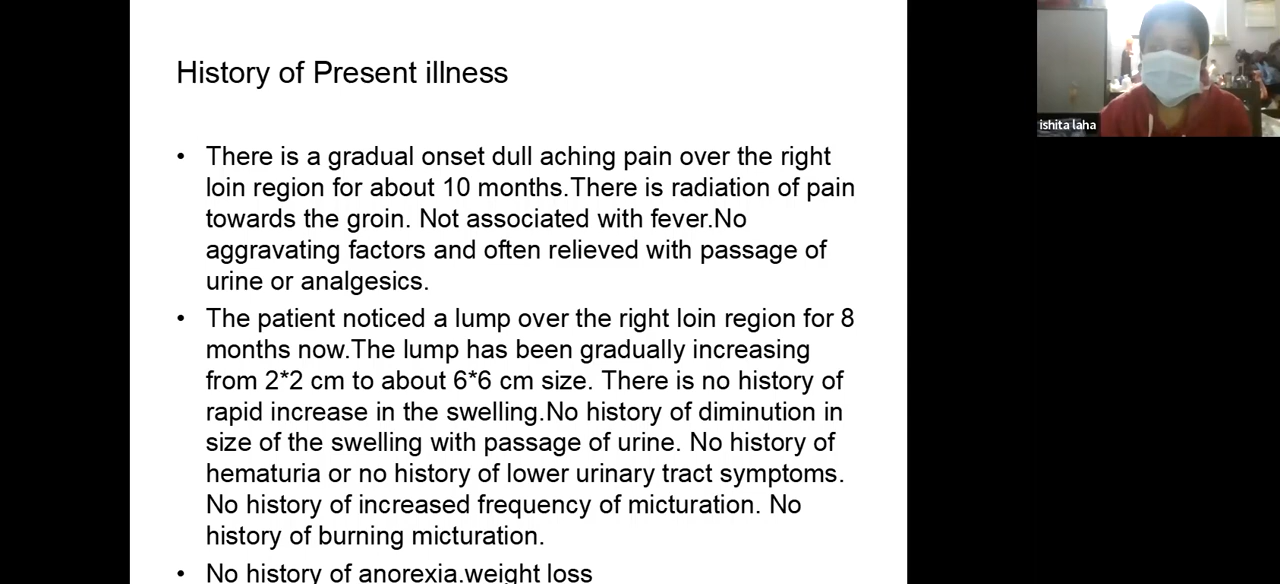 History of Present illness
• There is a gradual onset dull aching pain over the right
loin region for about 10 months.There is radiation of pain
towards the groin. Not associated with fever.No
aggravating factors and often relieved with passage of
urine or analgesics.
• The patient noticed a lump over the right loin region for 8
months now.The lump has been gradually increasing
from 2*2 cm to about 6*6 cm size. There is no history of
rapid increase in the swelling.No history of diminution in
size of the swelling with passage of urine. No history of
hematuria or no history of lower urinary tract symptoms.
No history of increased frequency of micturation. No
history of burning micturation.
• No history of anorexia.weight loss
ishita laha